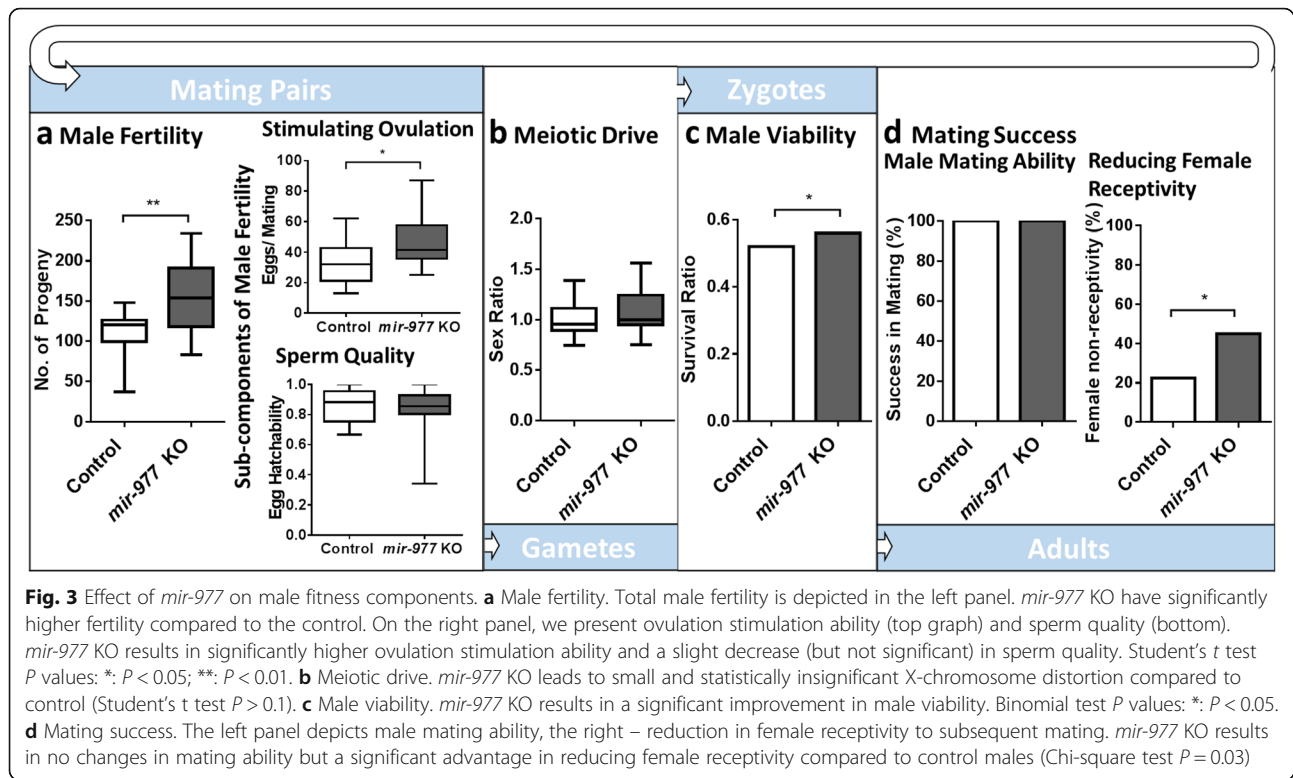 Mating Pairs
Zygotes
a Male Fertility
Stimulating Ovulation
b Meiotic Drive
c Male Viability
d Mating Success
Male Mating Ability
Reducing Female
Receptivity
No. of Progeny
250
200
150
100
50
0
**
Control
mir-977 KO
Sub-components of Male Fertility
Eggs/ Mating
100
80
60
40
20
0
*
Control
mir-977 KO
Sperm Quality
Egg Hatchability
1.0
0.8
0.6
0.4
0.2
0.0
Control
mir-977 KO
Sex Ratio
2.0
1.5
1.0
0.5
0.0
Control
mir-977 KO
Survival Ratio
0.6
0.4
0.2
0.0
*
Control
mir-977 KO
Success in Mating (%)
100
80
60
40
20
0
Control
mir-977 KO
Female non-receptivity (%)
100
80
60
40
20
0
*
Control
mir-977 KO
Gametes
Adults
Fig. 3 Effect of mir-977 on male fitness components. a Male fertility. Total male fertility is depicted in the left panel. mir-977 KO have significantly
higher fertility compared to the control. On the right panel, we present ovulation stimulation ability (top graph) and sperm quality (bottom).
mir-977 KO results in significantly higher ovulation stimulation ability and a slight decrease (but not significant) in sperm quality. Student's t test
P values: *: P < 0.05; **: P < 0.01. b Meiotic drive. mir-977 KO leads to small and statistically insignificant X-chromosome distortion compared to
control (Student's t test P > 0.1). c Male viability. mir-977 KO results in a significant improvement in male viability. Binomial test P values: *: P < 0.05.
d Mating success. The left panel depicts male mating ability, the right – reduction in female receptivity to subsequent mating. mir-977 KO results
in no changes in mating ability but a significant advantage in reducing female receptivity compared to control males (Chi-square test P = 0.03)